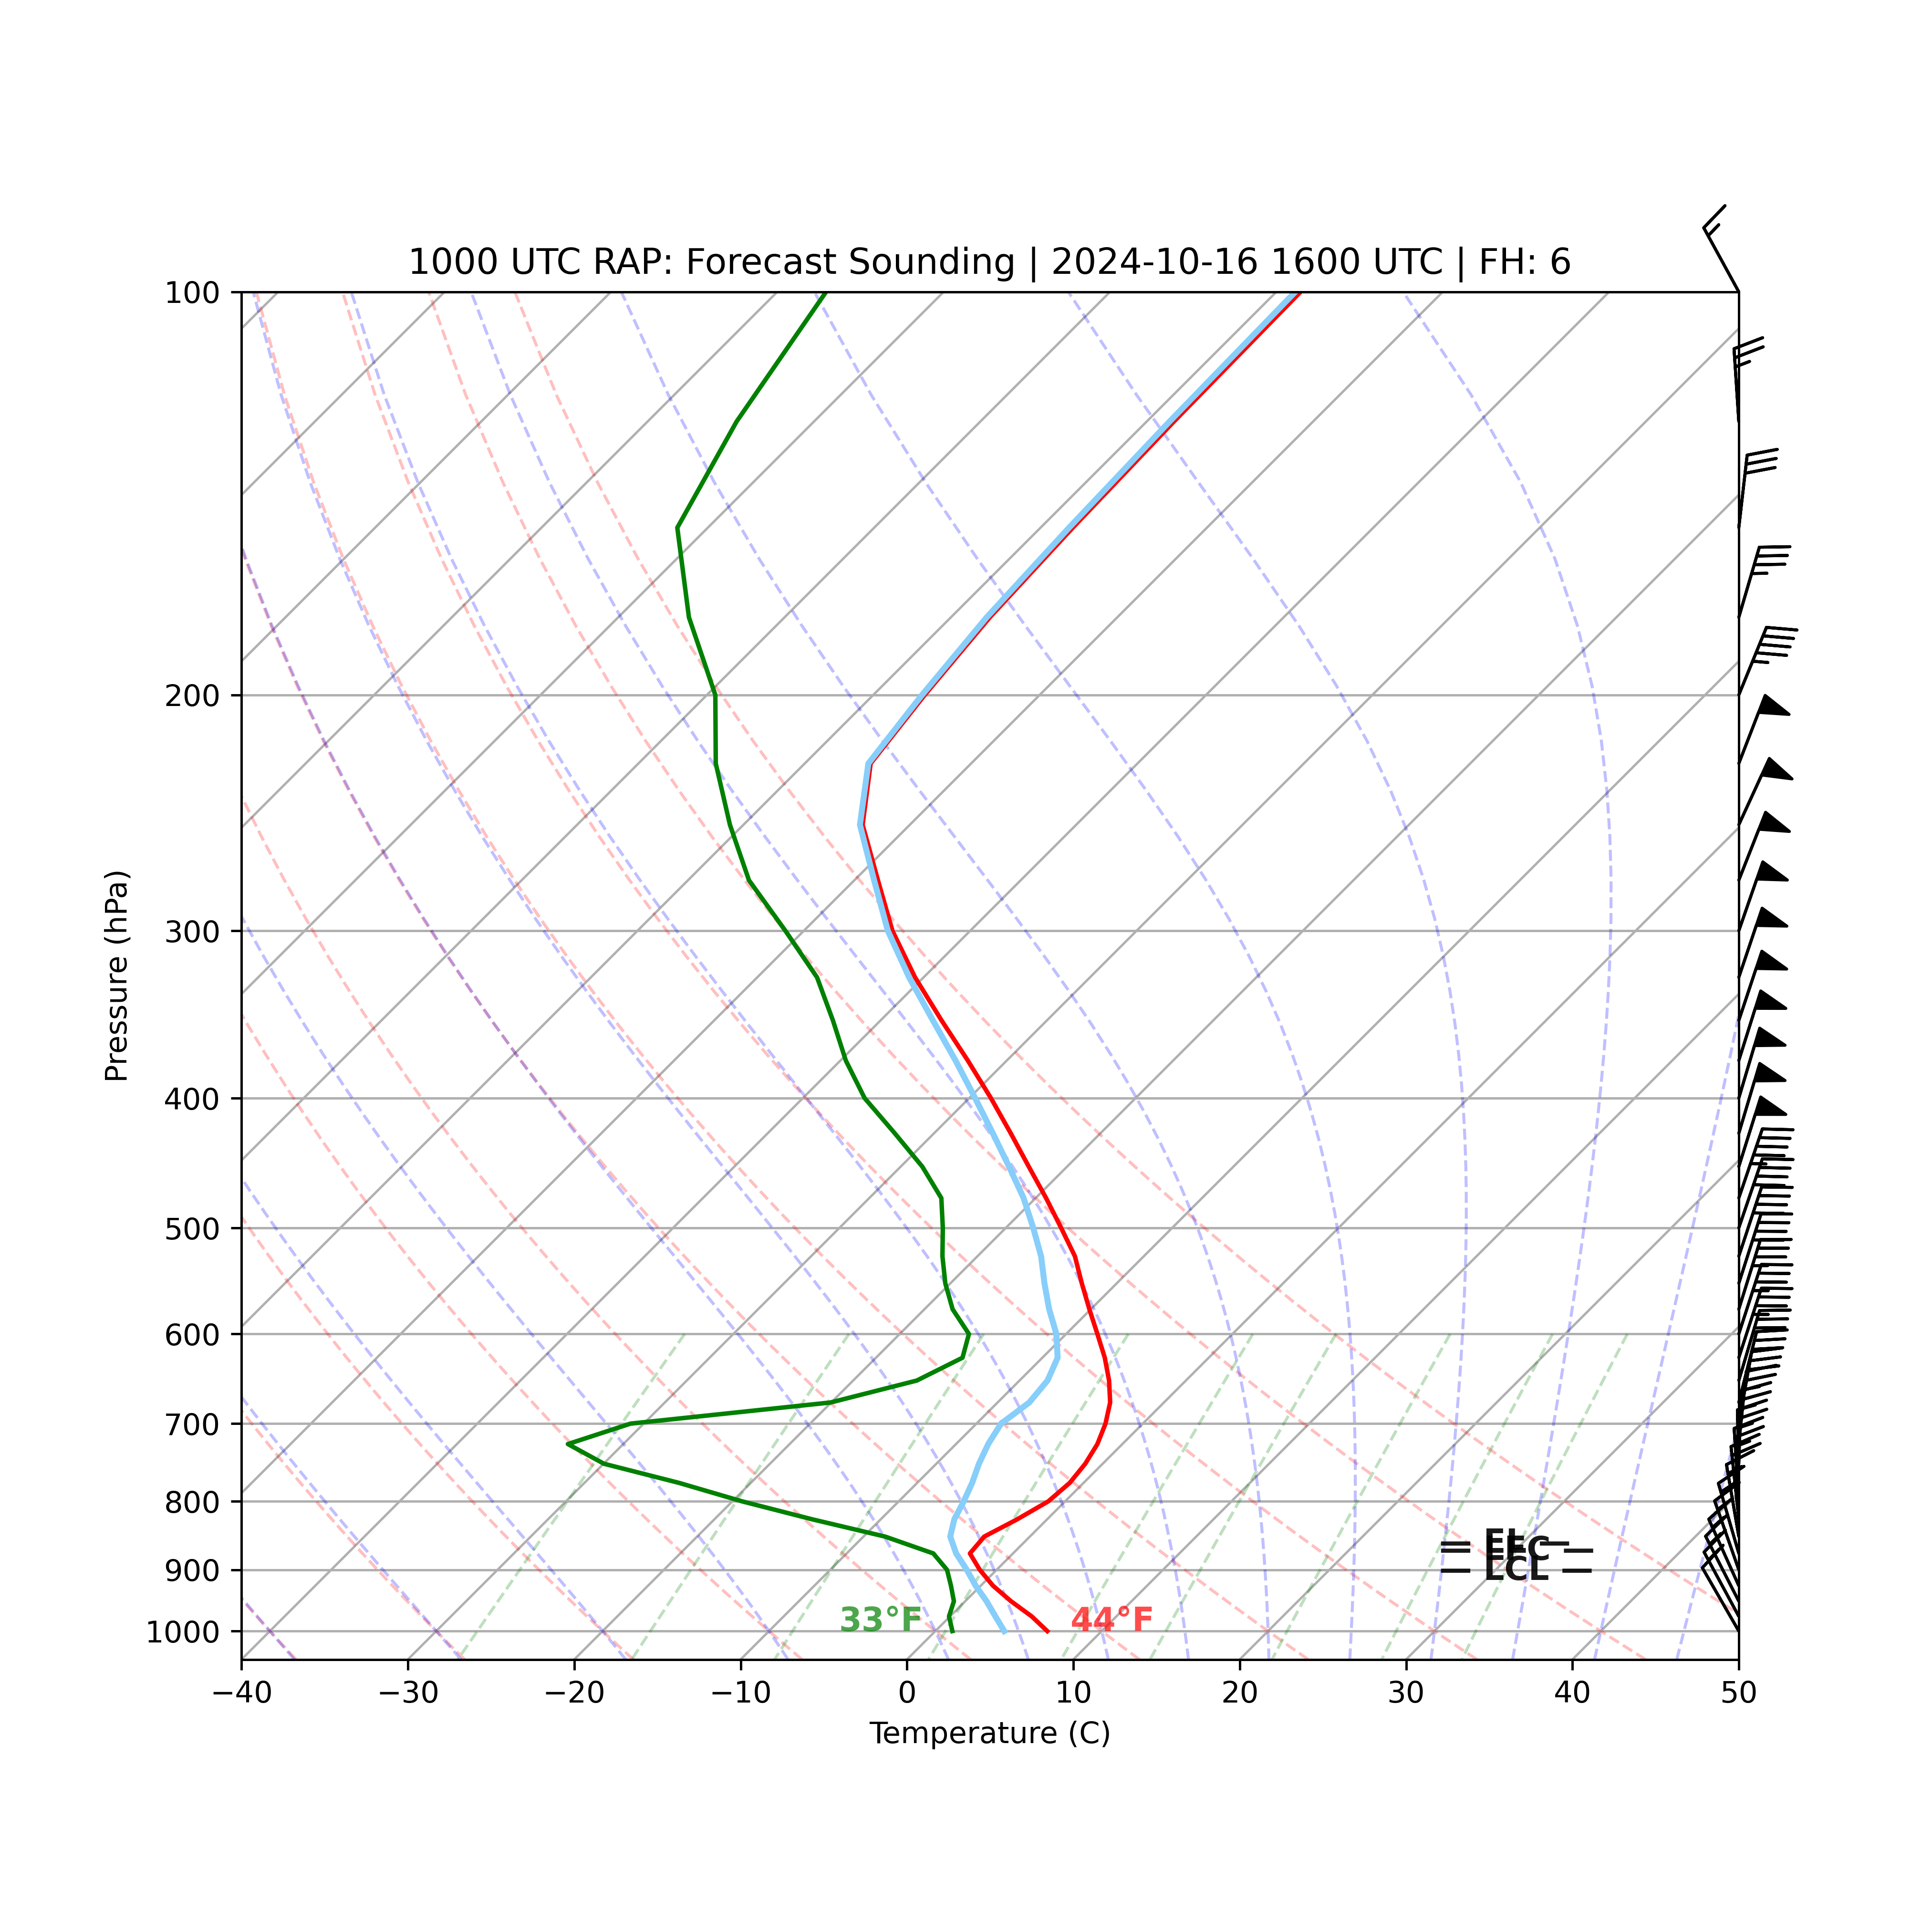 1000 UTC RAP: Forecast Sounding | 2024-10-16 1600 UTC | FH: 6
100
200
300
400
500
600
700
800
900
1000
Pressure (hPa)
LCL
33°F
44°F
−40 −30 −20 −10 0 10 20 30 40 50
Temperature (C)